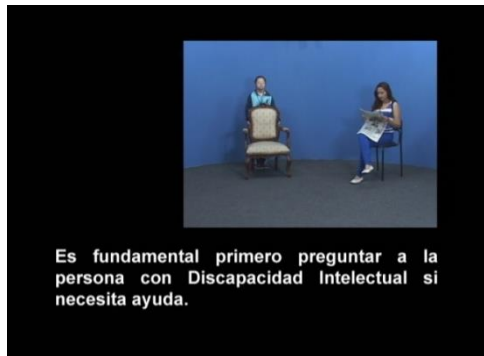 Es fundamental primero preguntar a la
persona con Discapacidad Intelectual si
necesita ayuda.